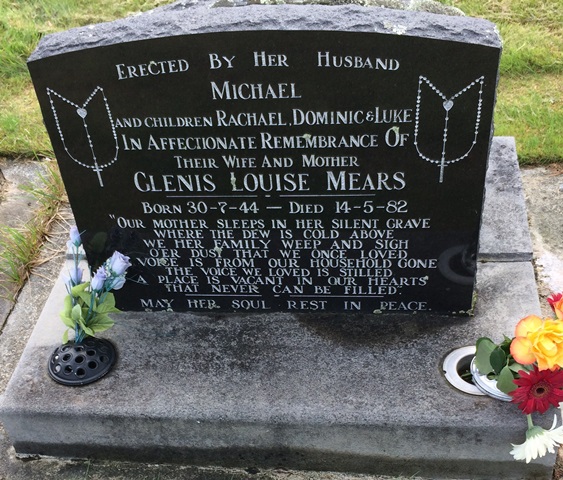 Erected By Her Husband
Michael
and children Rachael, Dominic & Luke
In Affectionate Remembrance Of
Their Wife And Mother
Glenis Louise Mears
Born 30-7-44 — Died 14-5-82
"Our mother sleeps in her silent grave
where the dew is cold above
we her family weep and sigh
o'er dust that we once loved
voice is from our household gone
the voice we loved is stilled
a place is vacant in our hearts
that never can be filled."
may her soul rest in peace.